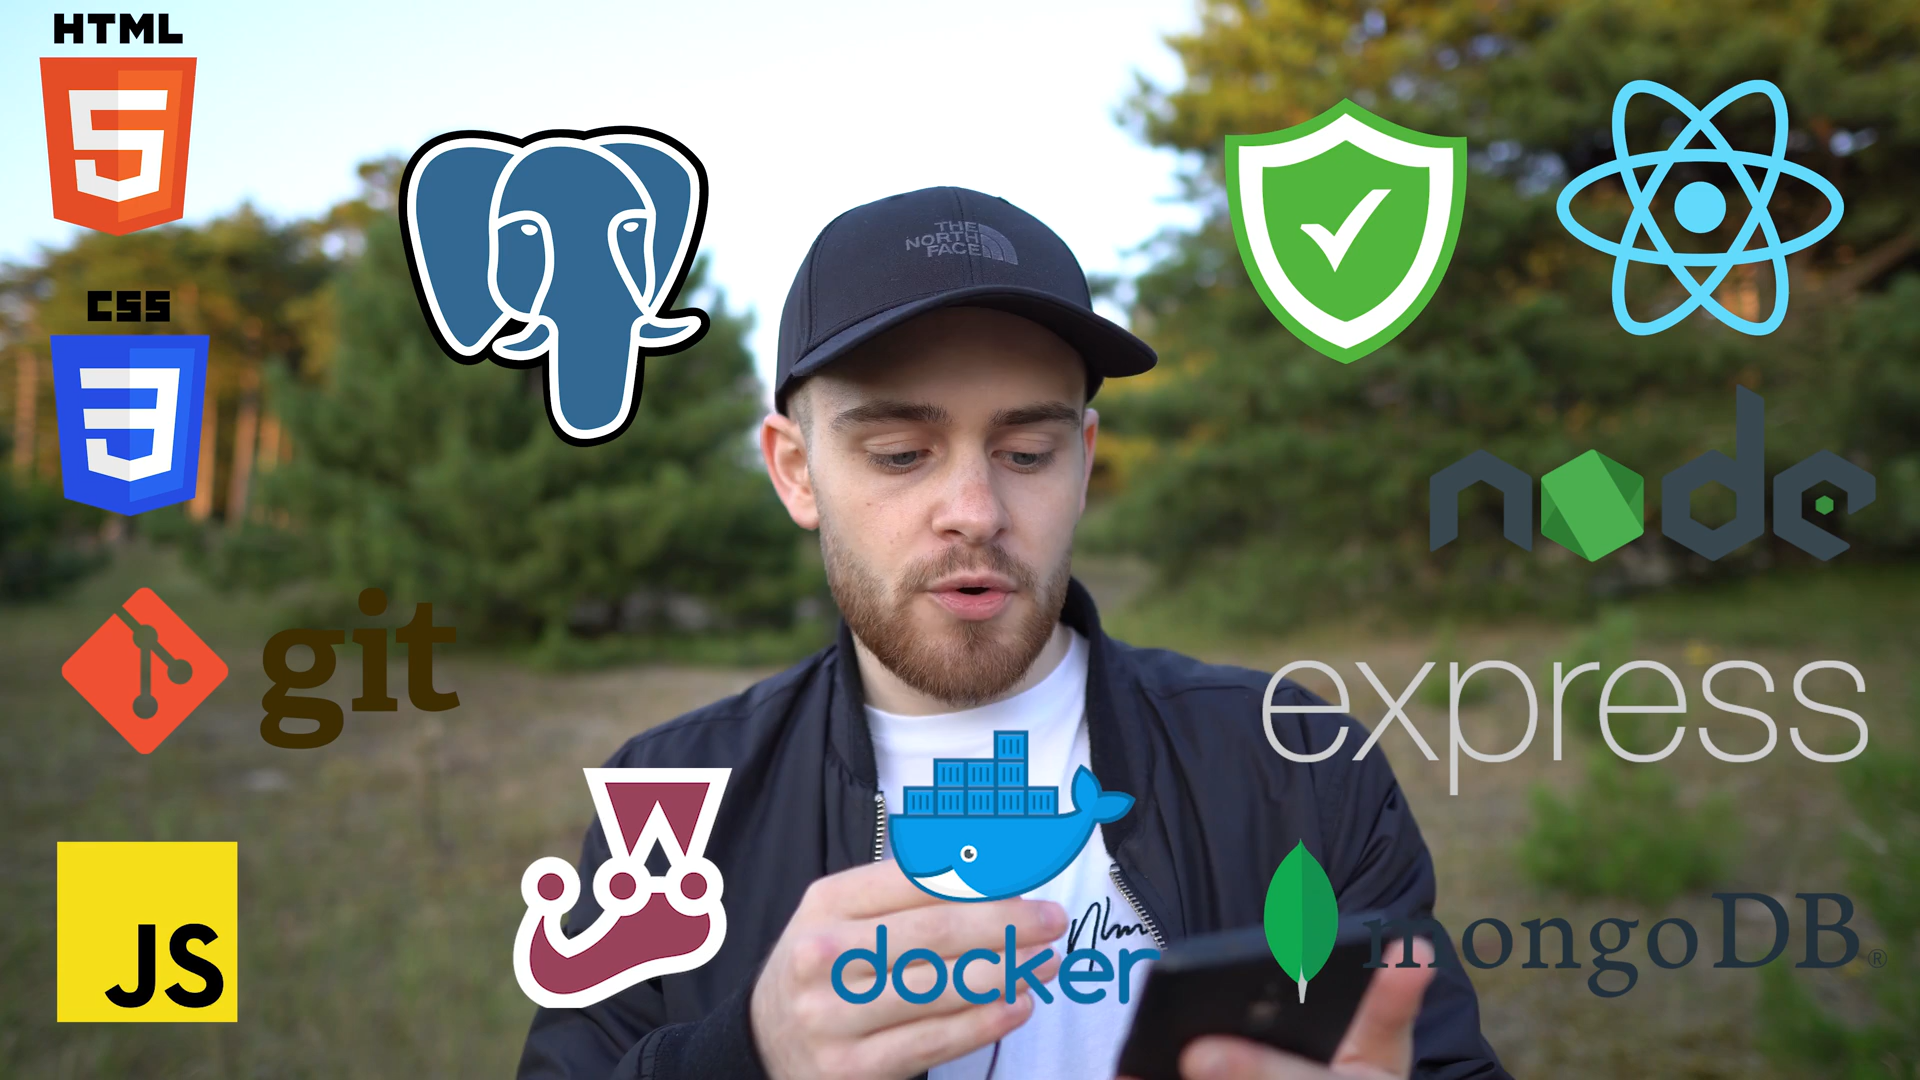 HTML
5
CSS
3
git
JS
THE
NORTH
FACE
docker
node
express
mongoDB®